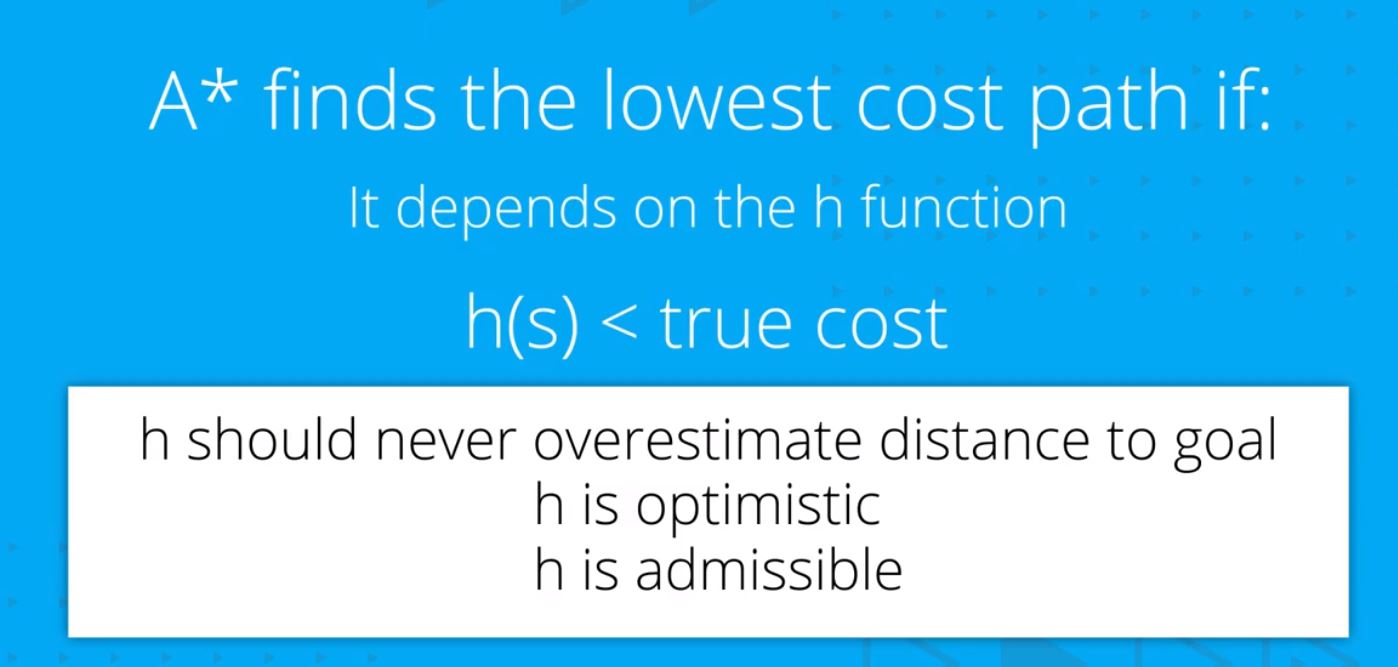 A* finds the lowest cost path if:
It depends on the h function
h(s) < true cost
h should never overestimate distance to goal
h is optimistic
h is admissible